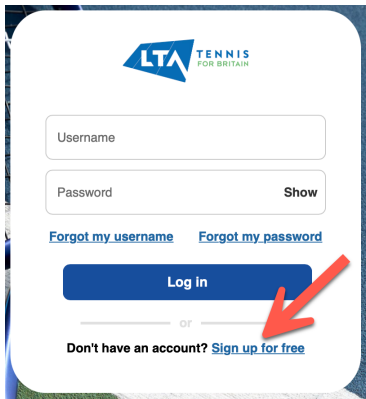 LTA TENNIS
FOR BRITAIN
Username
Password Show
Forgot my username Forgot my password
Log in
or
Don't have an account? Sign up for free